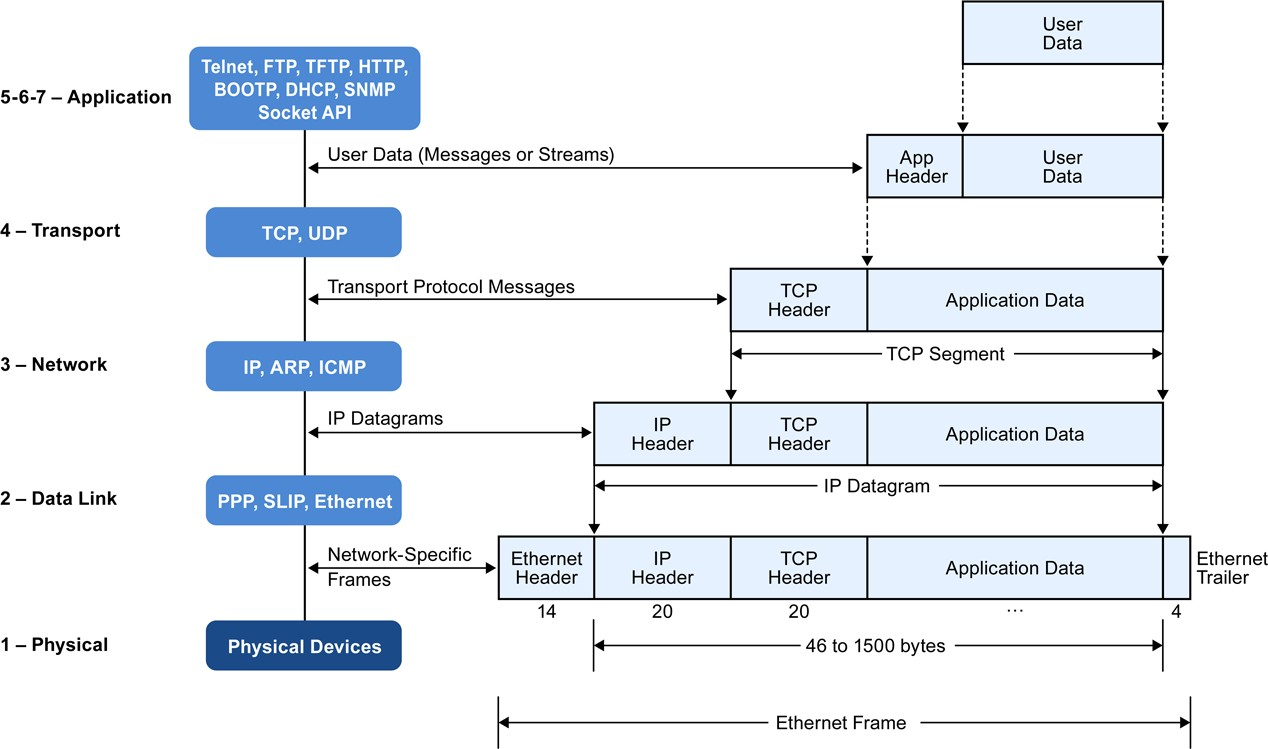 User
Data
Telnet, FTP, TFTP, HTTP,
BOOTP, DHCP, SNMP
Socket API
5-6-7 – Application
User Data (Messages or Streams)
App
Header
User
Data
4 – Transport
TCP, UDP
Transport Protocol Messages
TCP
Header
Application Data
TCP Segment
3 – Network
IP, ARP, ICMP
IP Datagrams
IP
Header
TCP
Header
Application Data
IP Datagram
2 – Data Link
PPP, SLIP, Ethernet
Network-Specific
Frames
Ethernet
Header
IP
Header
TCP
Header
Application Data
Ethernet
Trailer
14
20
20
...
4
1 – Physical
Physical Devices
46 to 1500 bytes
Ethernet Frame